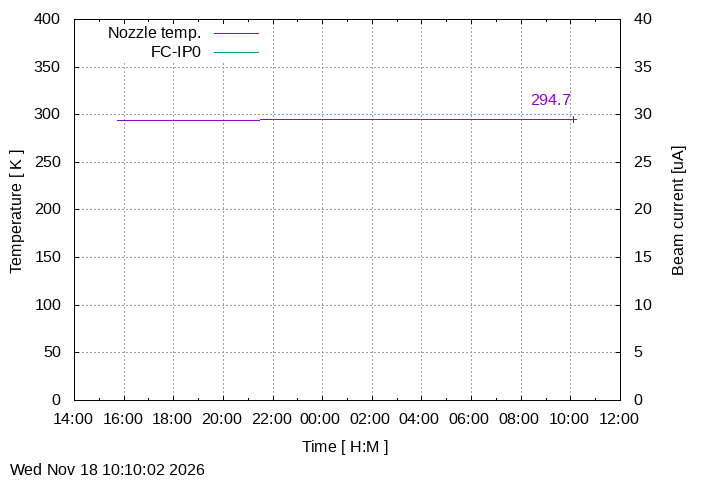 400
350
300
250
200
150
100
50
0
40
35
30
25
20
15
10
5
0
Nozzle temp.
FC-IP0
294.7
Temperature [ K ]
Beam current [uA]
14:00 16:00 18:00 20:00 22:00 00:00 02:00 04:00 06:00 08:00 10:00 12:00
Time [ H:M ]
Wed Nov 18 10:10:02 2026